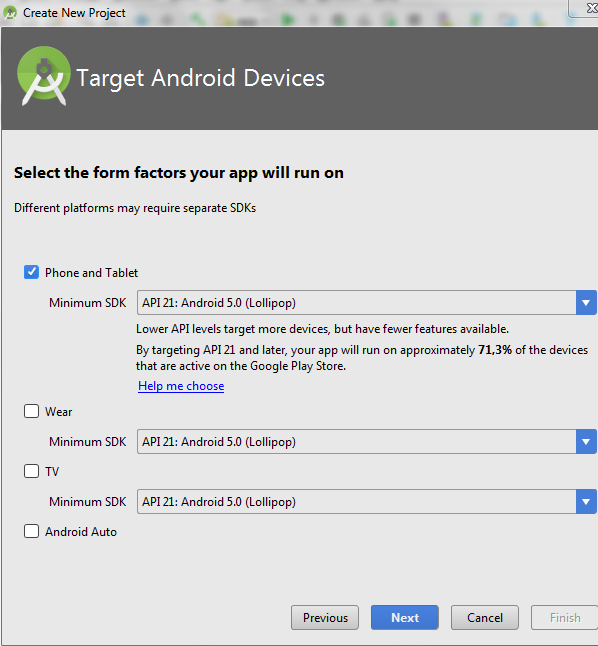 Create New Project
Target Android Devices
Select the form factors your app will run on
Different platforms may require separate SDKs
Phone and Tablet
Minimum SDK API 21: Android 5.0 (Lollipop)
Lower API levels target more devices, but have fewer features available.
By targeting API 21 and later, your app will run on approximately 71,3% of the devices
that are active on the Google Play Store.
Help me choose
Wear
Minimum SDK API 21: Android 5.0 (Lollipop)
TV
Minimum SDK API 21: Android 5.0 (Lollipop)
Android Auto
Previous Next Cancel Finish